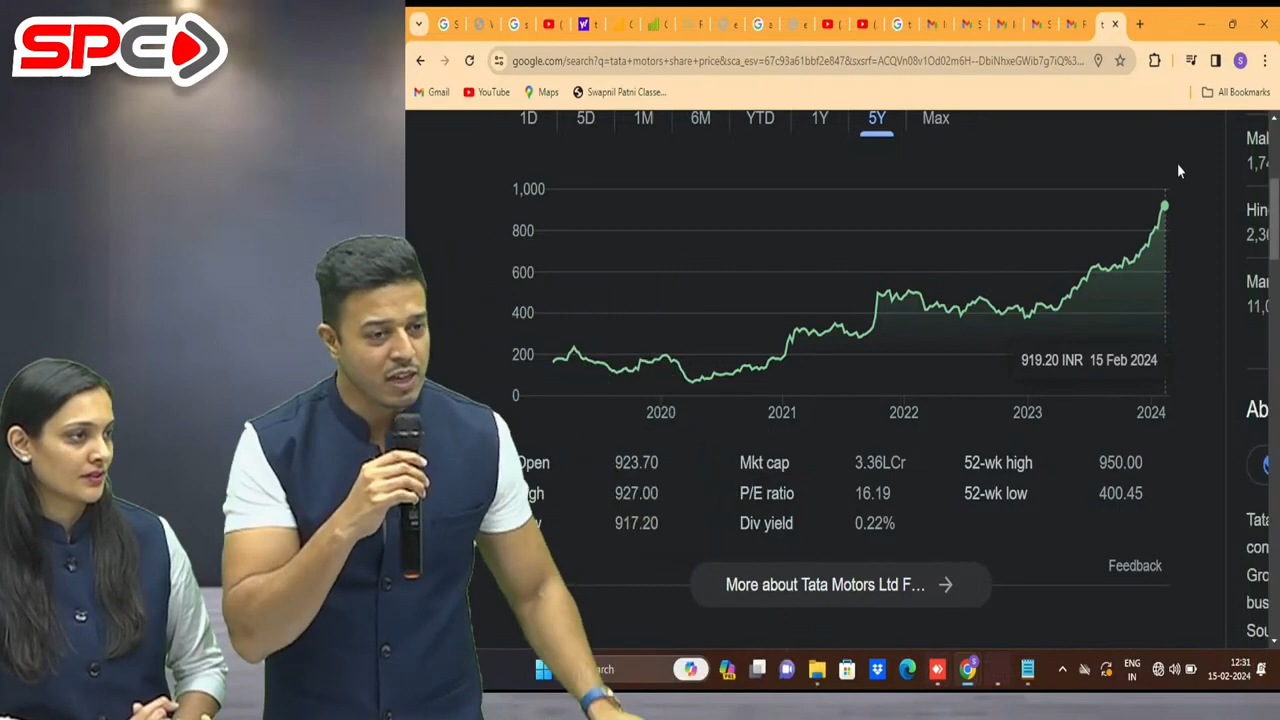 SPED
google.com/search?q=tata+motors+share+price&sca_esv=67c93a61bbf2e847&sxsrf=ACQVn08v1Od02m6H--DbiNhxeGWib7g7iQ%3...
Gmail YouTube Maps Swapnil Patni Classe... All Bookmarks
1D 5D 1M 6M YTD 1Y 5Y Max
1,000
800
600
400
200
0
919.20 INR 15 Feb 2024
2020 2021 2022 2023 2024
Open 923.70 Mkt cap 3.36LCr 52-wk high 950.00
927.00 P/E ratio 16.19 52-wk low 400.45
917.20 Div yield 0.22%
Feedback
More about Tata Motors Ltd F...
ENG 12:31
IN 15-02-2024